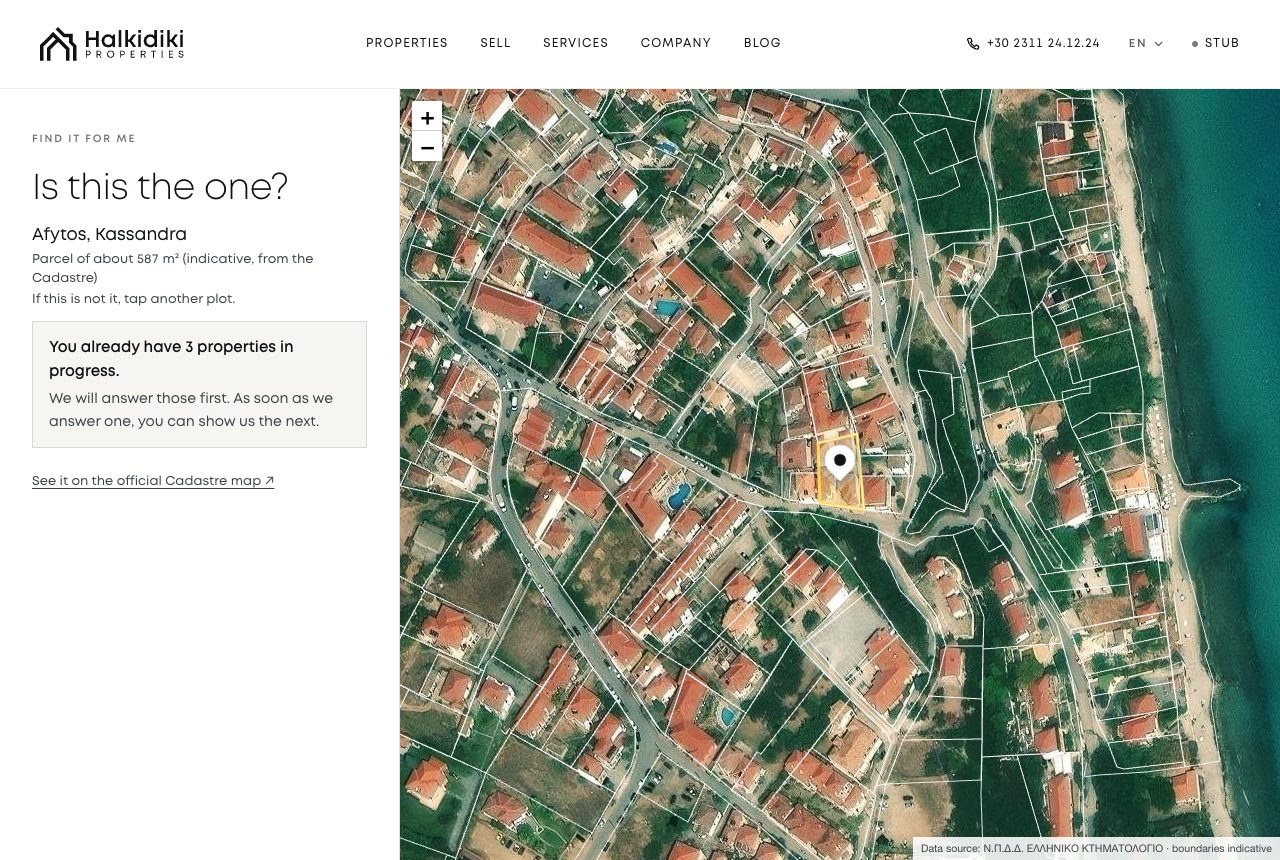 Halkidiki
PROPERTIES
PROPERTIES
SELL
SERVICES
COMPANY
BLOG
+30 2311 24.12.24
EN
STUB
FIND IT FOR ME
Is this the one?
Afytos, Kassandra
Parcel of about 587 m² (indicative, from the
Cadastre)
If this is not it, tap another plot.
You already have 3 properties in
progress.
We will answer those first. As soon as we
answer one, you can show us the next.
See it on the official Cadastre map ↗
+
−
Data source: Ν.Π.Δ.Δ. ΕΛΛΗΝΙΚΟ ΚΤΗΜΑΤΟΛΟΓΙΟ · boundaries indicative